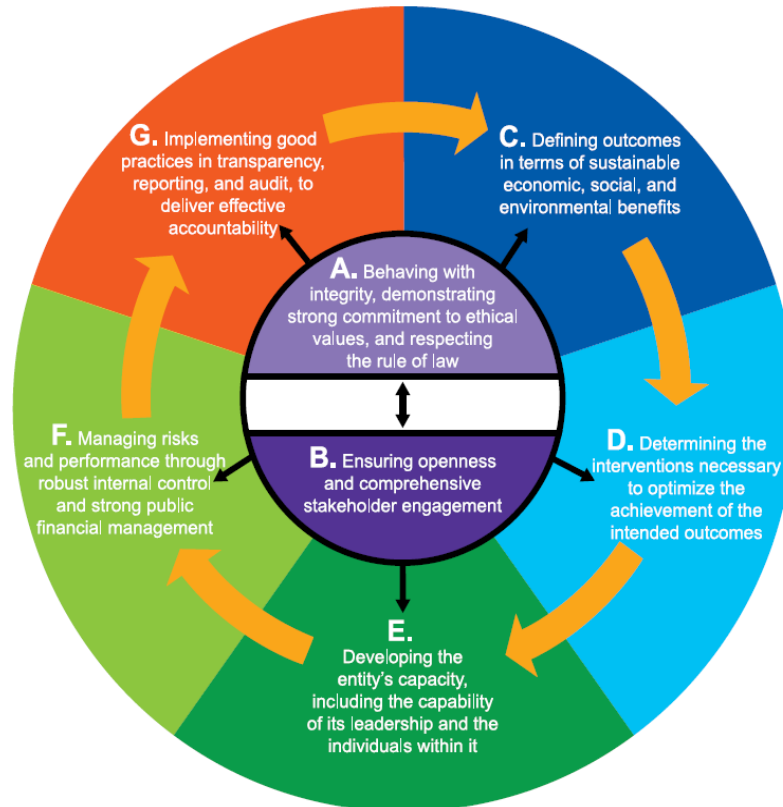 A. Behaving with
integrity, demonstrating
strong commitment to ethical
values, and respecting
the rule of law
B. Ensuring openness
and comprehensive
stakeholder engagement
C. Defining outcomes
in terms of sustainable
economic, social, and
environmental benefits
D. Determining the
interventions necessary
to optimize the
achievement of the
intended outcomes
E.
Developing the
entity's capacity,
including the capability
of its leadership and the
individuals within it
F. Managing risks
and performance through
robust internal control
and strong public
financial management
G. Implementing good
practices in transparency,
reporting, and audit, to
deliver effective
accountability